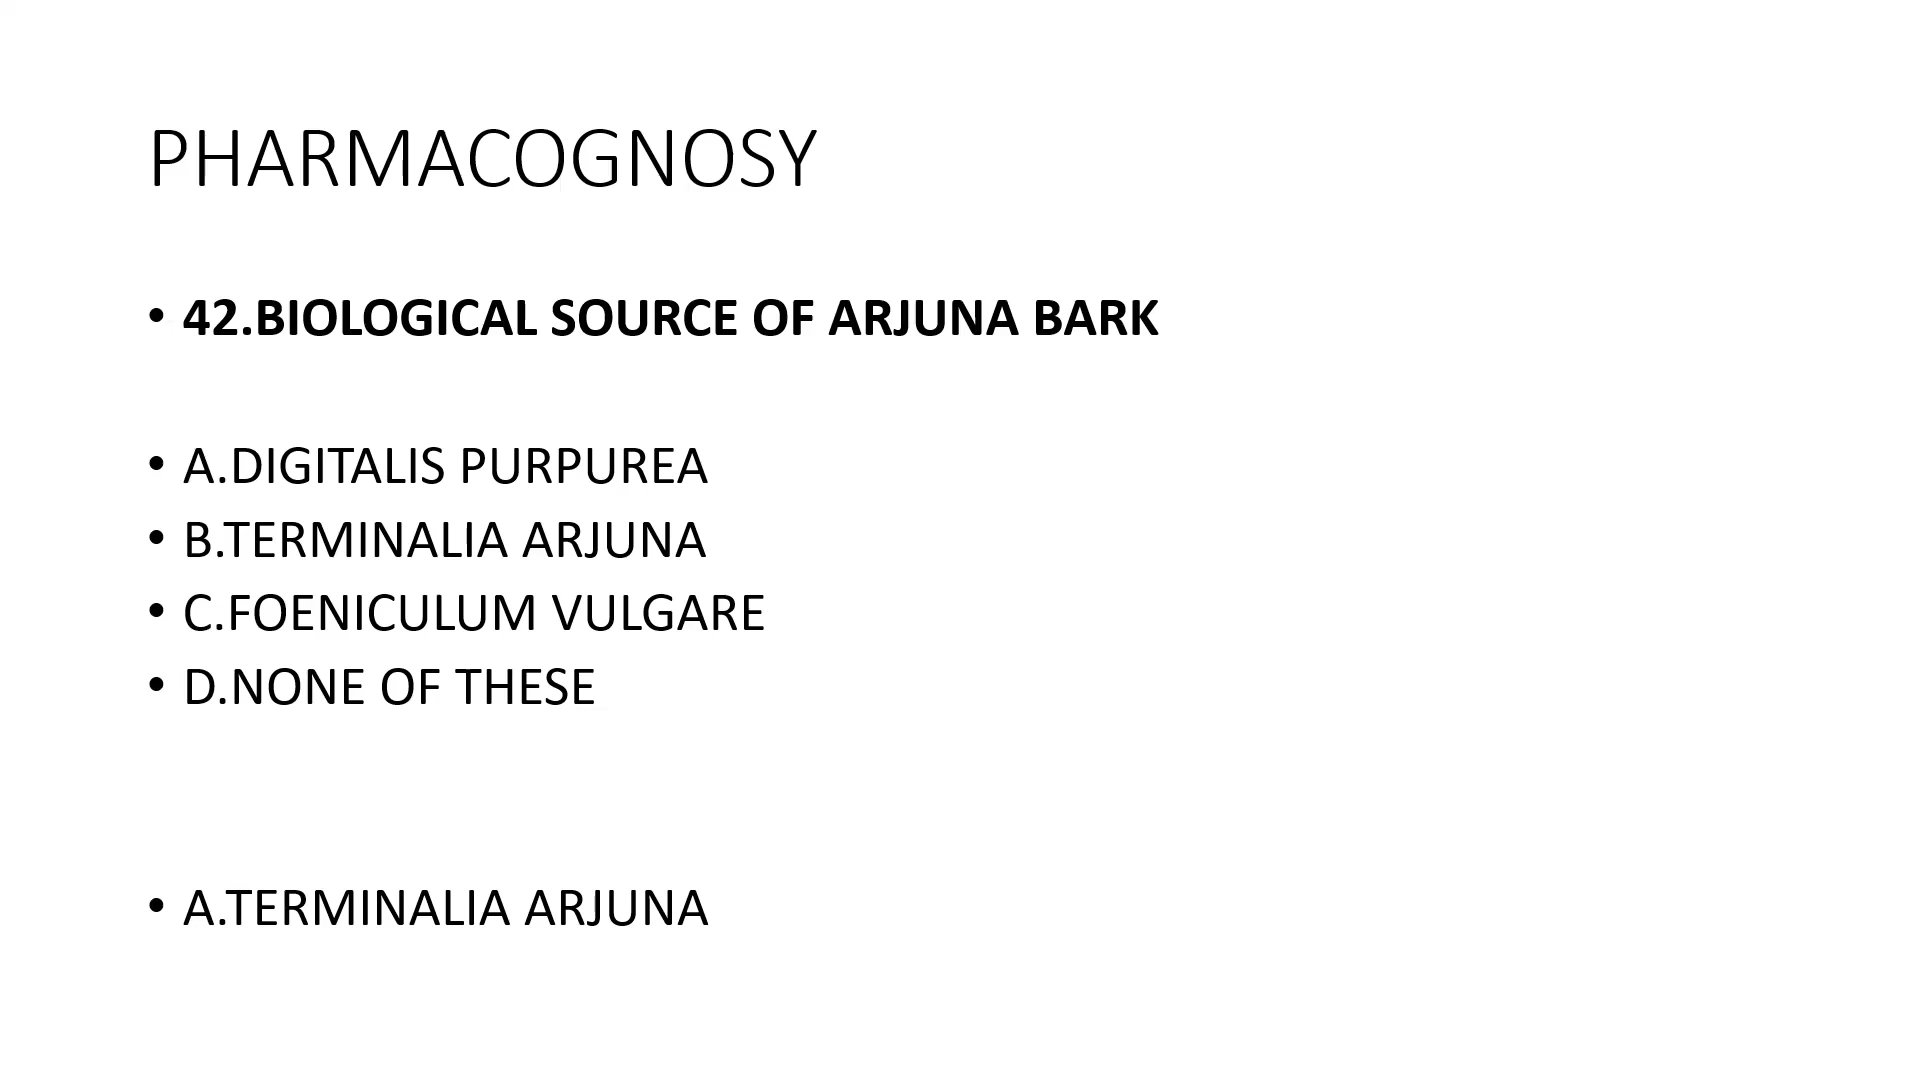 PHARMACOGNOSY
• 42.BIOLOGICAL SOURCE OF ARJUNA BARK
• A.DIGITALIS PURPUREA
• B.TERMINALIA ARJUNA
• C.FOENICULUM VULGARE
• D.NONE OF THESE
• A.TERMINALIA ARJUNA